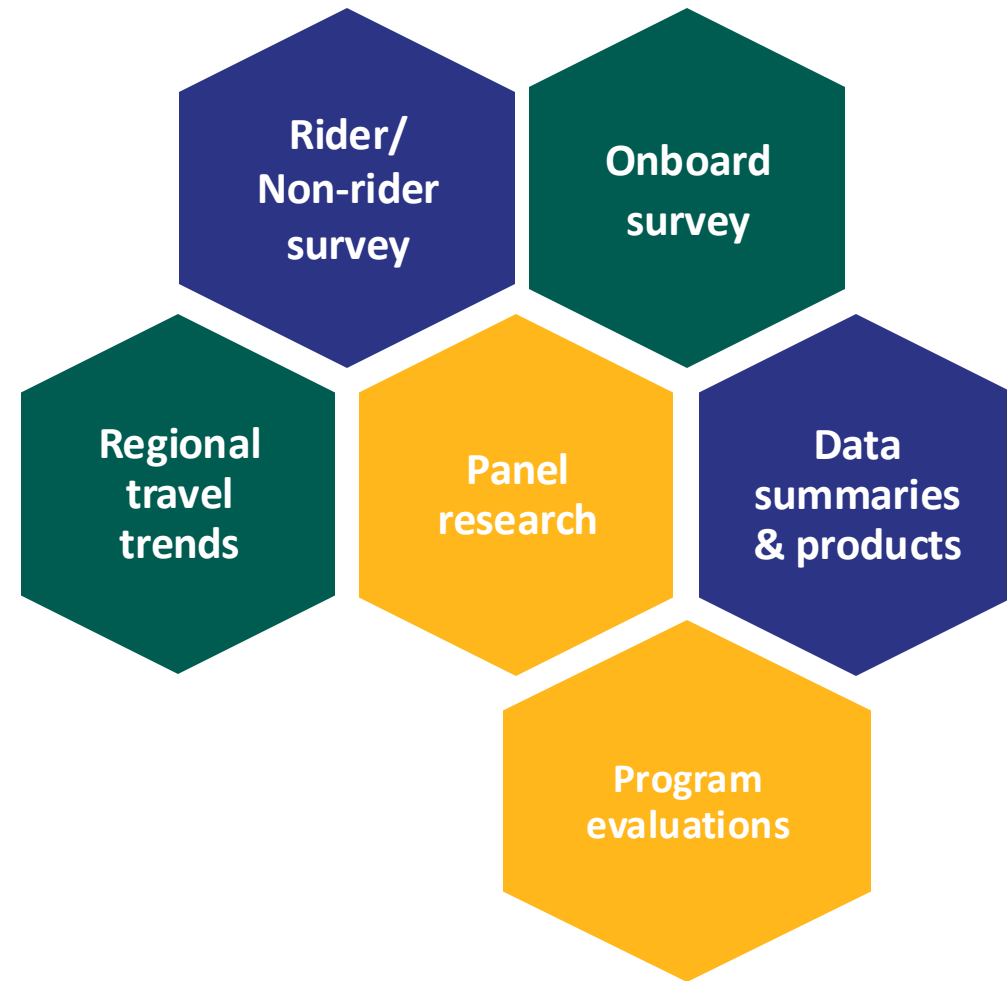 Rider/
Non-rider
survey
Onboard
survey
Regional
travel
trends
Panel
research
Data
summaries
& products
Program
evaluations